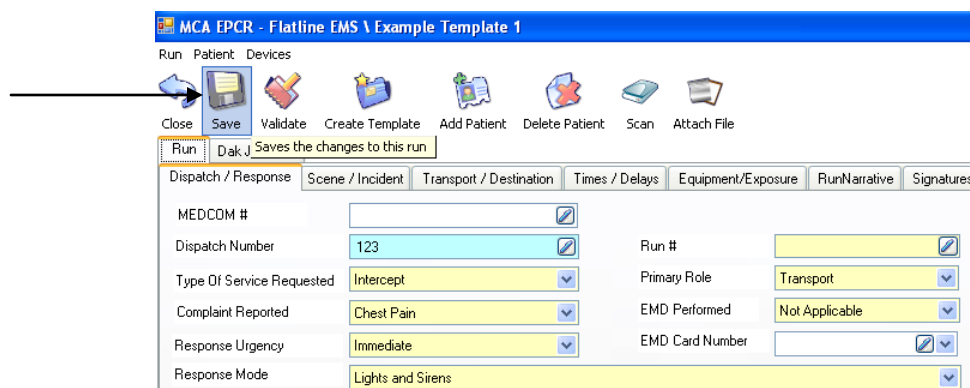 MCA EPCR - Flatline EMS \ Example Template 1
Run Patient Devices
Close Save Validate Create Template Add Patient Delete Patient Scan Attach File
Saves the changes to this run
Run Dak J
Dispatch / Response Scene / Incident Transport / Destination Times / Delays Equipment/Exposure RunNarrative Signatures
MEDCOM #
Dispatch Number 123 Run #
Type Of Service Requested Intercept Primary Role Transport
Complaint Reported Chest Pain EMD Performed Not Applicable
Response Urgency Immediate EMD Card Number
Response Mode Lights and Sirens